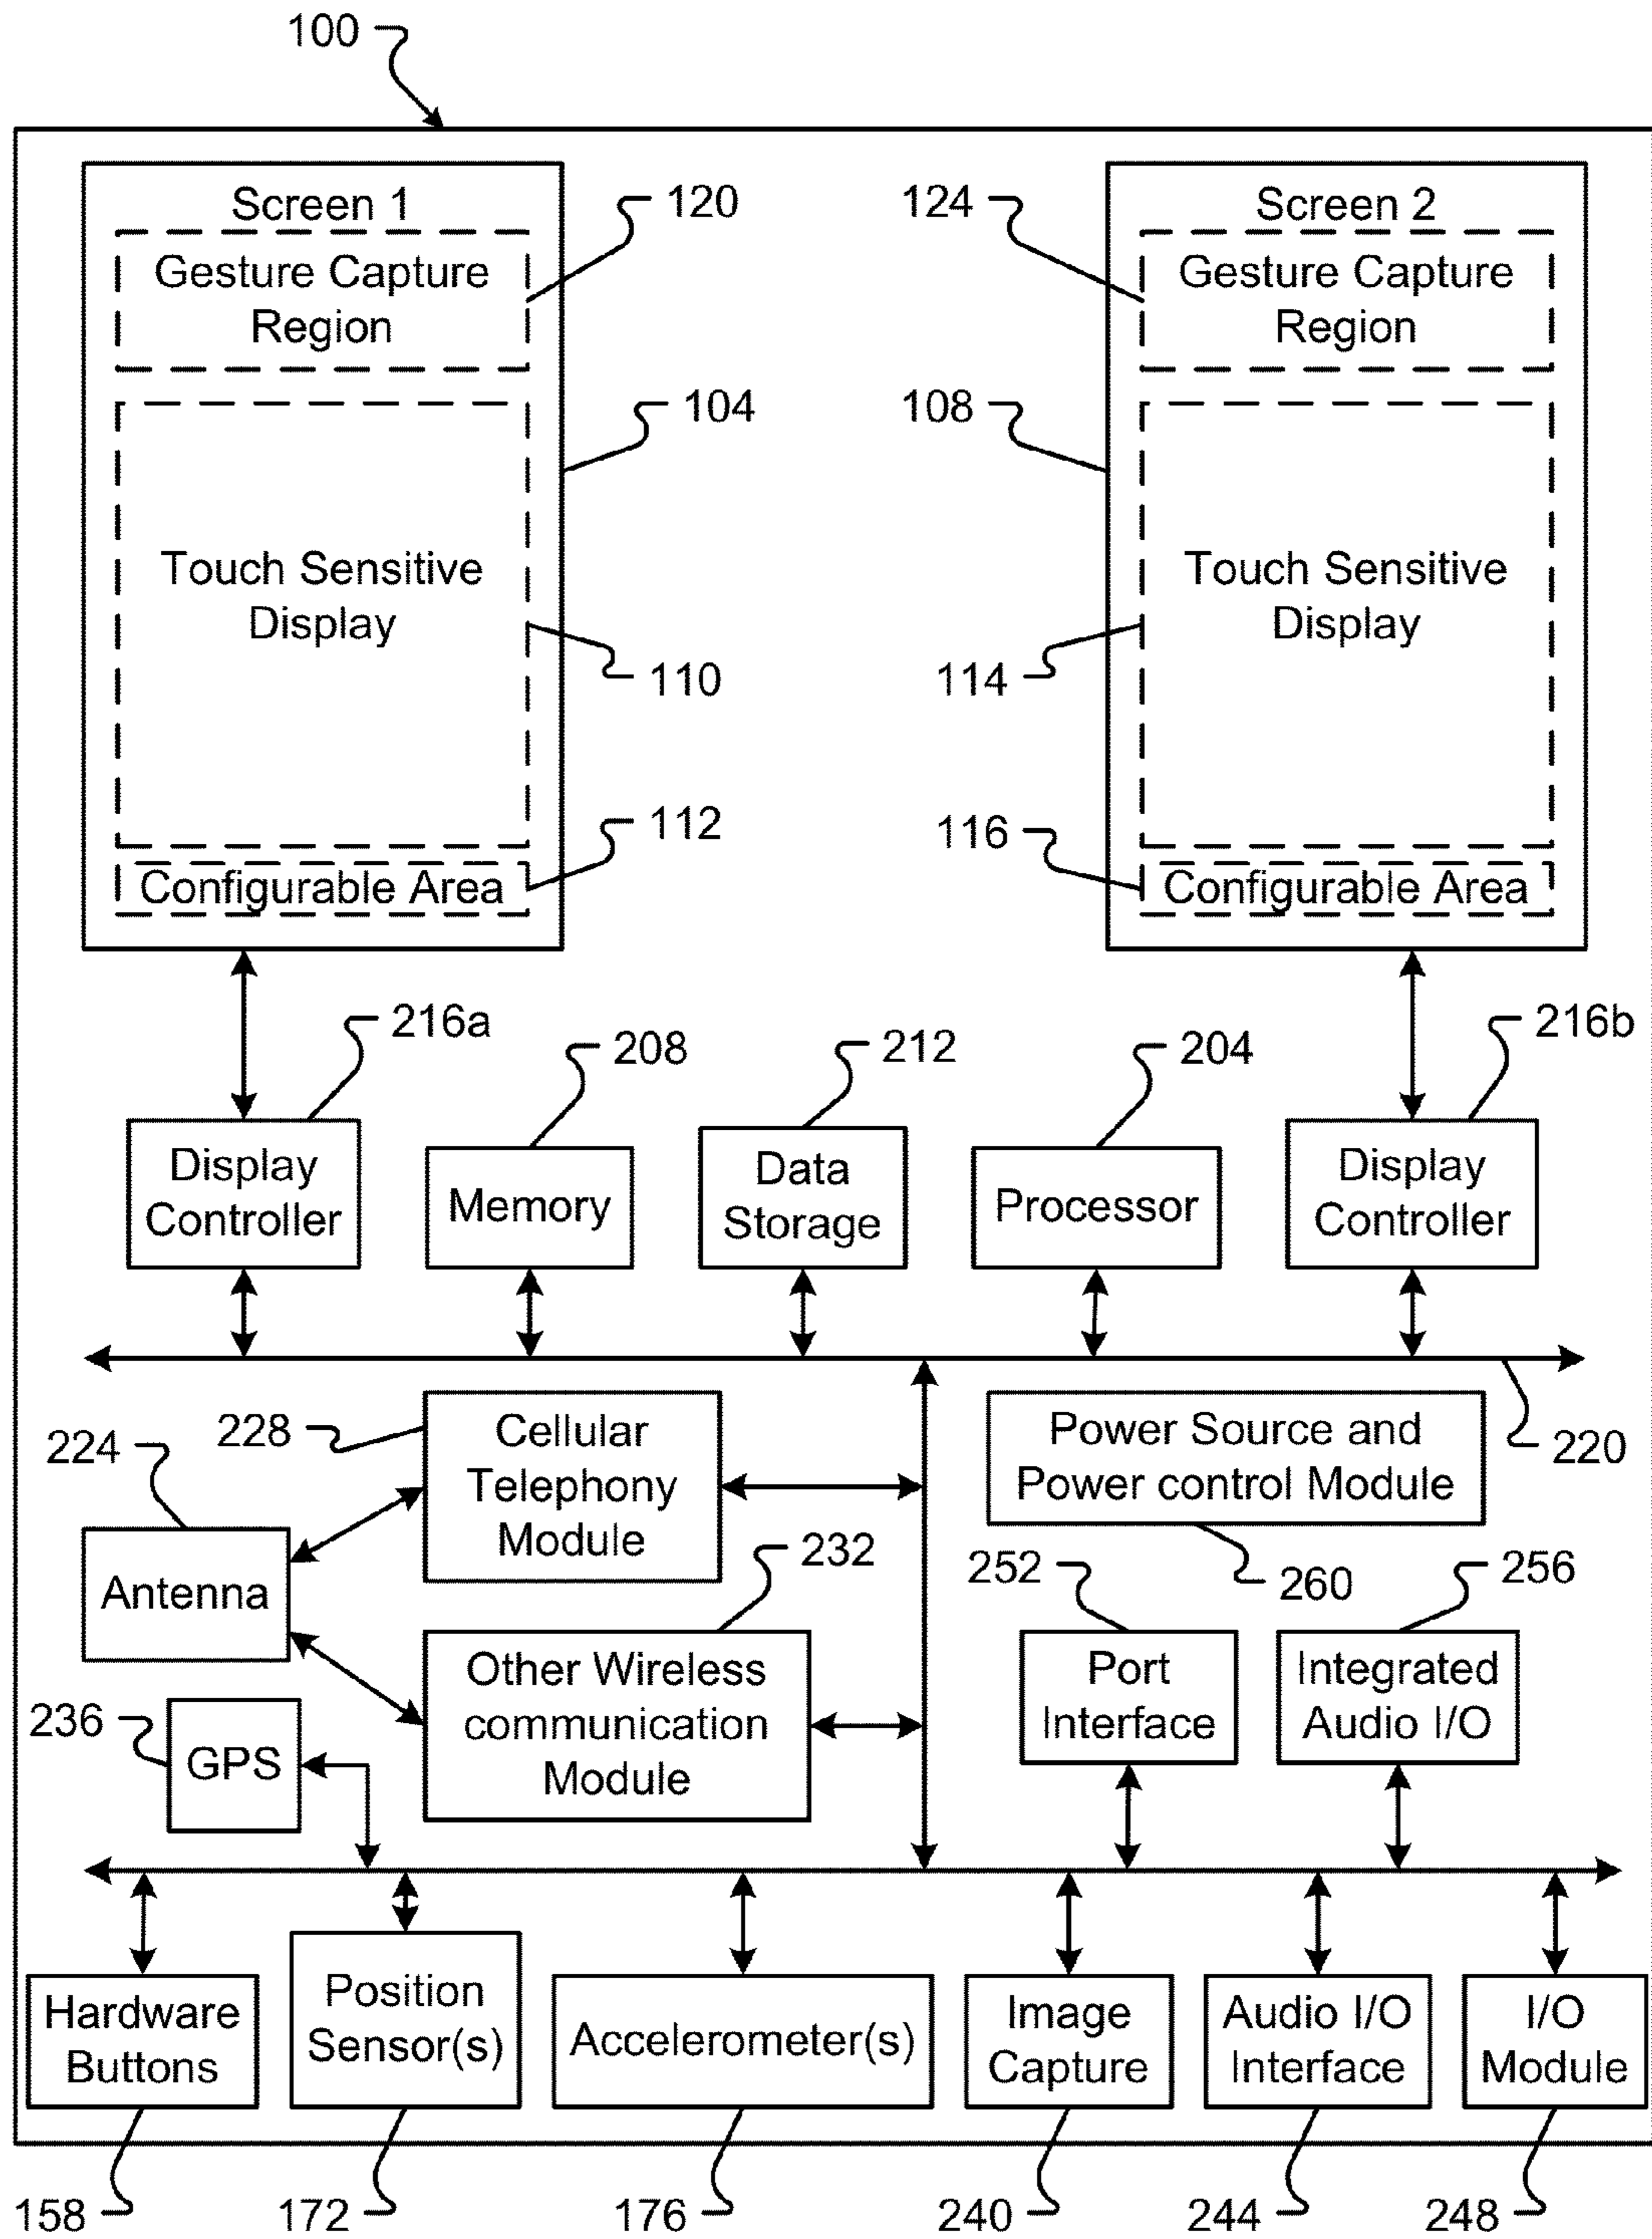 100
Screen 1
120
124
Screen 2
Gesture Capture
Region
Gesture Capture
Region
104
108
Touch Sensitive
Display
Touch Sensitive
Display
110
114
112
116
Configurable Area
Configurable Area
216a
208
212
204
216b
Display
Controller
Memory
Data
Storage
Processor
Display
Controller
228
Cellular
Telephony
Module
Power Source and
Power control Module
220
224
Antenna
232
252
260
256
Other Wireless
communication
Module
Port
Interface
Integrated
Audio I/O
236
GPS
Hardware
Buttons
Position
Sensor(s)
Accelerometer(s)
Image
Capture
Audio I/O
Interface
I/O
Module
158
172
176
240
244
248